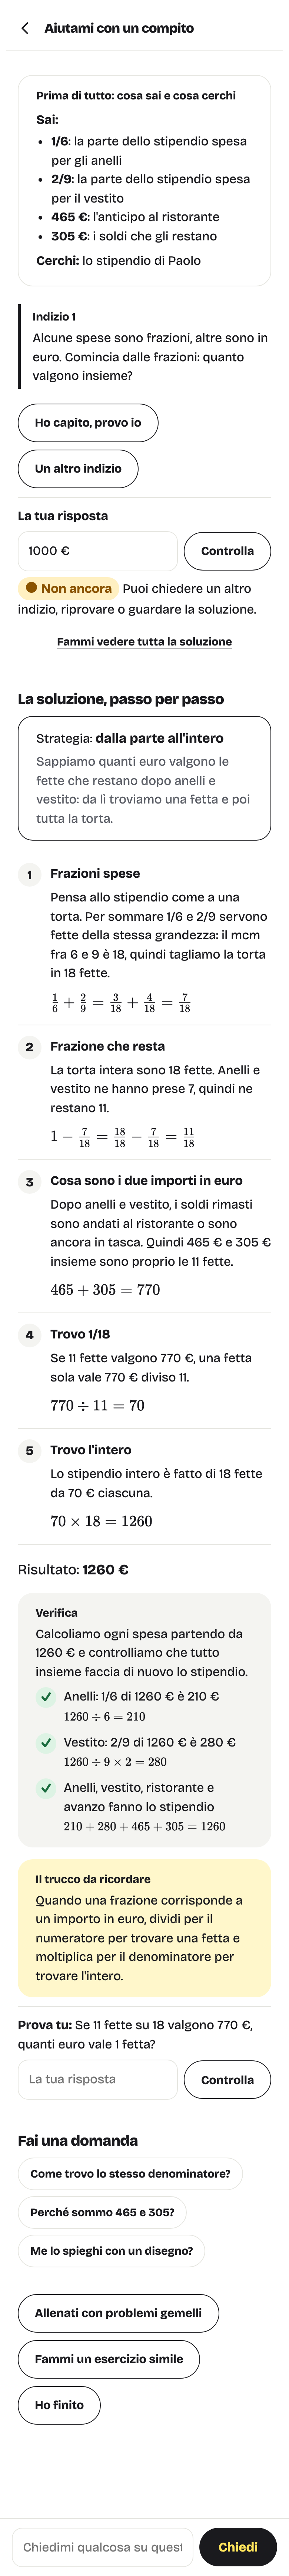 Aiutami con un compito
Prima di tutto: cosa sai e cosa cerchi
Sai:
• 1/6: la parte dello stipendio spesa
per gli anelli
• 2/9: la parte dello stipendio spesa
per il vestito
• 465 €: l'anticipo al ristorante
• 305 €: i soldi che gli restano
Cerchi: lo stipendio di Paolo
Indizio 1
Alcune spese sono frazioni, altre sono in
euro. Comincia dalle frazioni: quanto
valgono insieme?
Ho capito, provo io
Un altro indizio
La tua risposta
1000 €
Controlla
Non ancora Puoi chiedere un altro
indizio, riprovare o guardare la soluzione.
Fammi vedere tutta la soluzione
La soluzione, passo per passo
Strategia: dalla parte all'intero
Sappiamo quanti euro valgono le
fette che restano dopo anelli e
vestito: da lì troviamo una fetta e poi
tutta la torta.
1 Frazioni spese
Pensa allo stipendio come a una
torta. Per sommare 1/6 e 2/9 servono
fette della stessa grandezza: il mcm
fra 6 e 9 è 18, quindi tagliamo la torta
in 18 fette.
1/6 + 2/9 = 3/18 + 4/18 = 7/18
2 Frazione che resta
La torta intera sono 18 fette. Anelli e
vestito ne hanno prese 7, quindi ne
restano 11.
1 − 7/18 = 18/18 − 7/18 = 11/18
3 Cosa sono i due importi in euro
Dopo anelli e vestito, i soldi rimasti
sono andati al ristorante o sono
ancora in tasca. Quindi 465 € e 305 €
insieme sono proprio le 11 fette.
465 + 305 = 770
4 Trovo 1/18
Se 11 fette valgono 770 €, una fetta
sola vale 770 € diviso 11.
770 ÷ 11 = 70
5 Trovo l'intero
Lo stipendio intero è fatto di 18 fette
da 70 € ciascuna.
70 × 18 = 1260
Risultato: 1260 €
Verifica
Calcoliamo ogni spesa partendo da
1260 € e controlliamo che tutto
insieme faccia di nuovo lo stipendio.
Anelli: 1/6 di 1260 € è 210 €
1260 ÷ 6 = 210
Vestito: 2/9 di 1260 € è 280 €
1260 ÷ 9 × 2 = 280
Anelli, vestito, ristorante e
avanzo fanno lo stipendio
210 + 280 + 465 + 305 = 1260
Il trucco da ricordare
Quando una frazione corrisponde a
un importo in euro, dividi per il
numeratore per trovare una fetta e
moltiplica per il denominatore per
trovare l'intero.
Prova tu: Se 11 fette su 18 valgono 770 €,
quanti euro vale 1 fetta?
La tua risposta
Controlla
Fai una domanda
Come trovo lo stesso denominatore?
Perché sommo 465 e 305?
Me lo spieghi con un disegno?
Allenati con problemi gemelli
Fammi un esercizio simile
Ho finito
Chiedimi qualcosa su quest
Chiedi